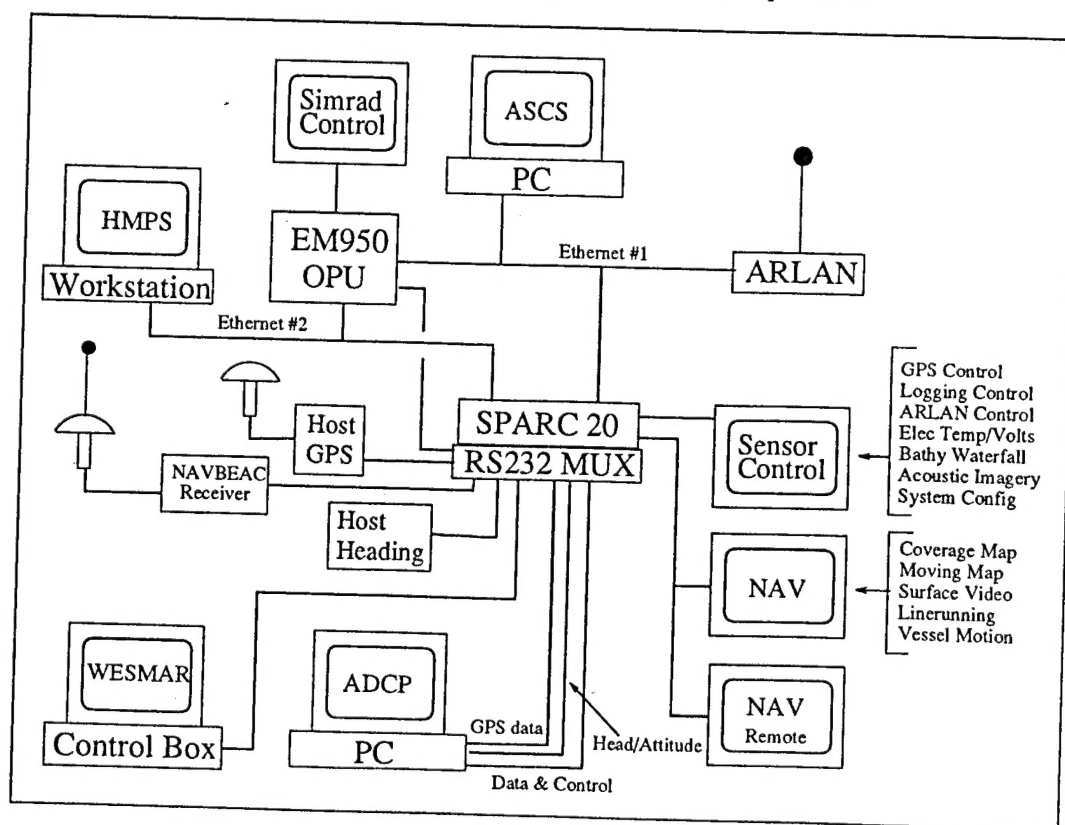 Simrad
Control
ASCS
PC
HMPS
Workstation
EM950
OPU
Ethernet #1
ARLAN
Ethernet #2
Host
GPS
NAVBEAC
Receiver
Host
Heading
SPARC 20
RS232 MUX
Sensor
Control
GPS Control
Logging Control
ARLAN Control
Elec Temp/Volts
Bathy Waterfall
Acoustic Imagery
System Config
NAV
Coverage Map
Moving Map
Surface Video
Linerunning
Vessel Motion
WESMAR
Control Box
ADCP
PC
GPS data
Head/Attitude
Data & Control
NAV
Remote